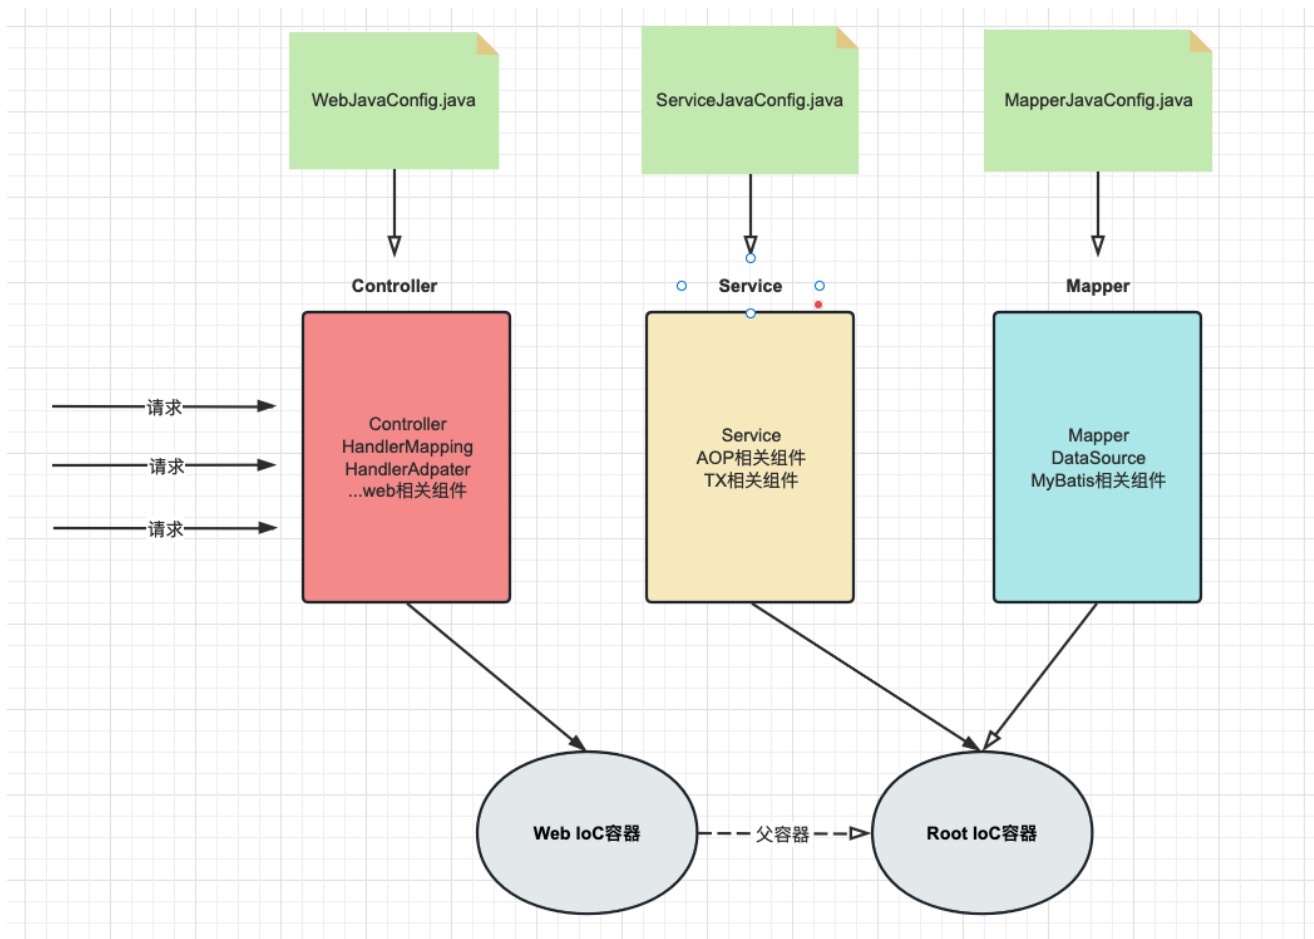 WebJavaConfig.java
ServiceJavaConfig.java
MapperJavaConfig.java
Controller
Service
Mapper
请求
请求
请求
Controller
HandlerMapping
HandlerAdpater
...web相关组件
Service
AOP相关组件
TX相关组件
Mapper
DataSource
MyBatis相关组件
Web IoC容器
父容器
Root IoC容器